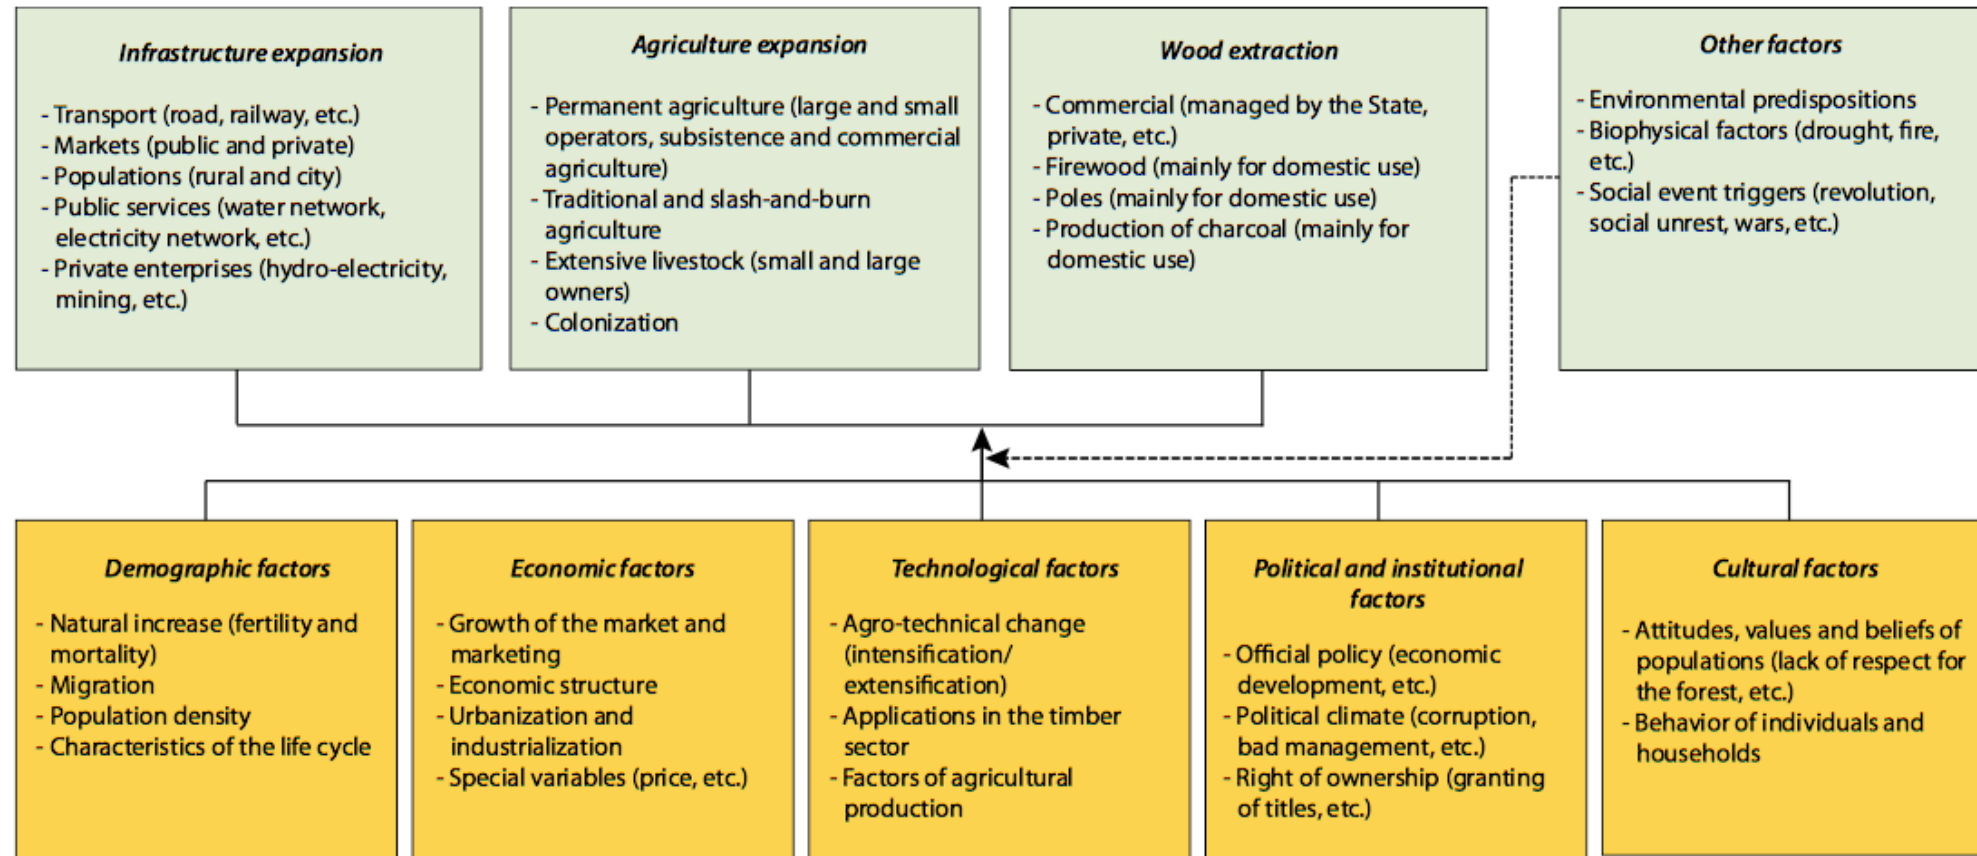 Infrastructure expansion
- Transport (road, railway, etc.)
- Markets (public and private)
- Populations (rural and city)
- Public services (water network,
electricity network, etc.)
- Private enterprises (hydro-electricity,
mining, etc.)
Agriculture expansion
- Permanent agriculture (large and small
operators, subsistence and commercial
agriculture)
- Traditional and slash-and-burn
agriculture
- Extensive livestock (small and large
owners)
- Colonization
Wood extraction
- Commercial (managed by the State,
private, etc.)
- Firewood (mainly for domestic use)
- Poles (mainly for domestic use)
- Production of charcoal (mainly for
domestic use)
Other factors
- Environmental predispositions
- Biophysical factors (drought, fire,
etc.)
- Social event triggers (revolution,
social unrest, wars, etc.)
Demographic factors
- Natural increase (fertility and
mortality)
- Migration
- Population density
- Characteristics of the life cycle
Economic factors
- Growth of the market and
marketing
- Economic structure
- Urbanization and
industrialization
- Special variables (price, etc.)
Technological factors
- Agro-technical change
(intensification/
extensification)
- Applications in the timber
sector
- Factors of agricultural
production
Political and institutional
factors
- Official policy (economic
development, etc.)
- Political climate (corruption,
bad management, etc.)
- Right of ownership (granting
of titles, etc.)
Cultural factors
- Attitudes, values and beliefs of
populations (lack of respect for
the forest, etc.)
- Behavior of individuals and
households